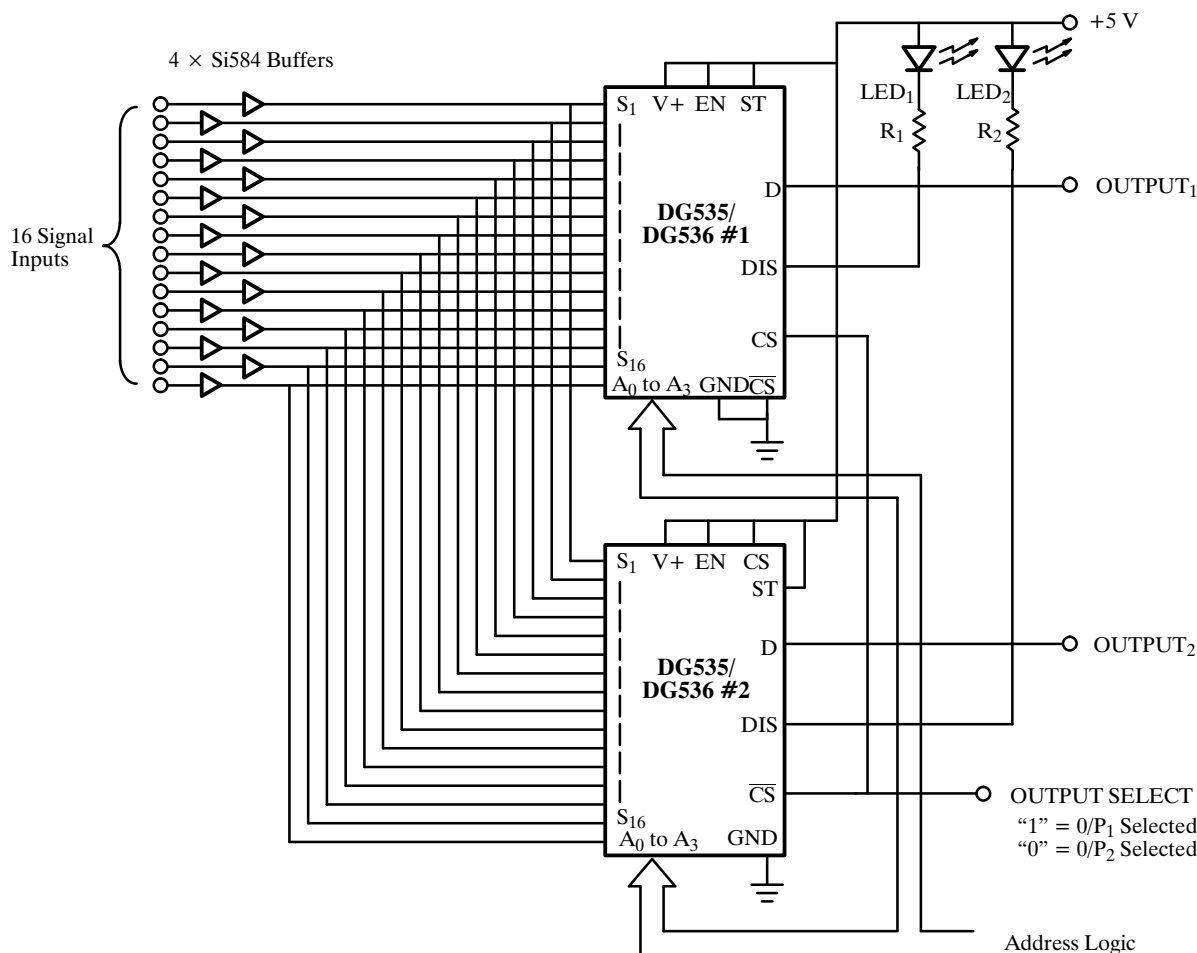 +5 V
4 × Si584 Buffers
LED₁
LED₂
R₁
R₂
S₁ V+ EN ST
D
OUTPUT₁
DG535/
DG536 #1
16 Signal
Inputs
DIS
CS
S₁₆
A₀ to A₃ GND C̅S̅
S₁ V+ EN CS
ST
D
OUTPUT₂
DG535/
DG536 #2
DIS
C̅S̅
OUTPUT SELECT
“1” = 0/P₁ Selected
“0” = 0/P₂ Selected
S₁₆
A₀ to A₃ GND
Address Logic